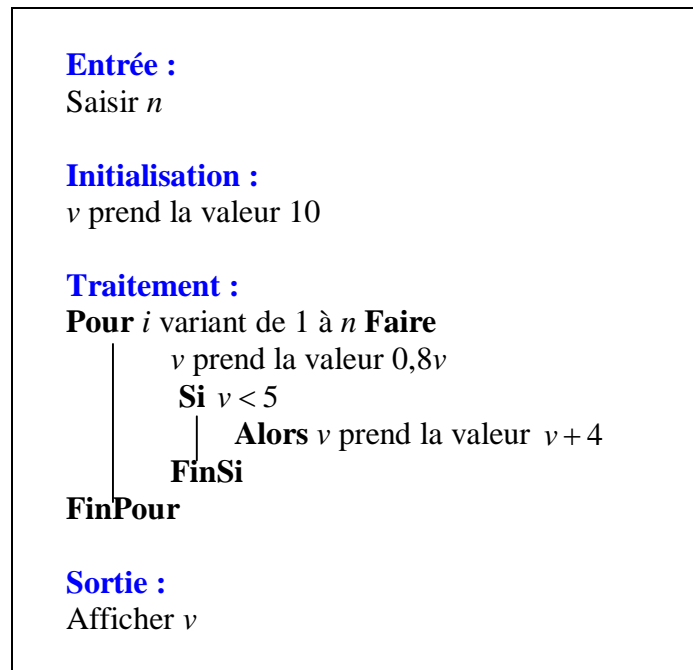 Entrée :
Saisir n
Initialisation :
v prend la valeur 10
Traitement :
Pour i variant de 1 à n Faire
v prend la valeur 0,8v
Si v < 5
Alors v prend la valeur v + 4
FinSi
FinPour
Sortie :
Afficher v